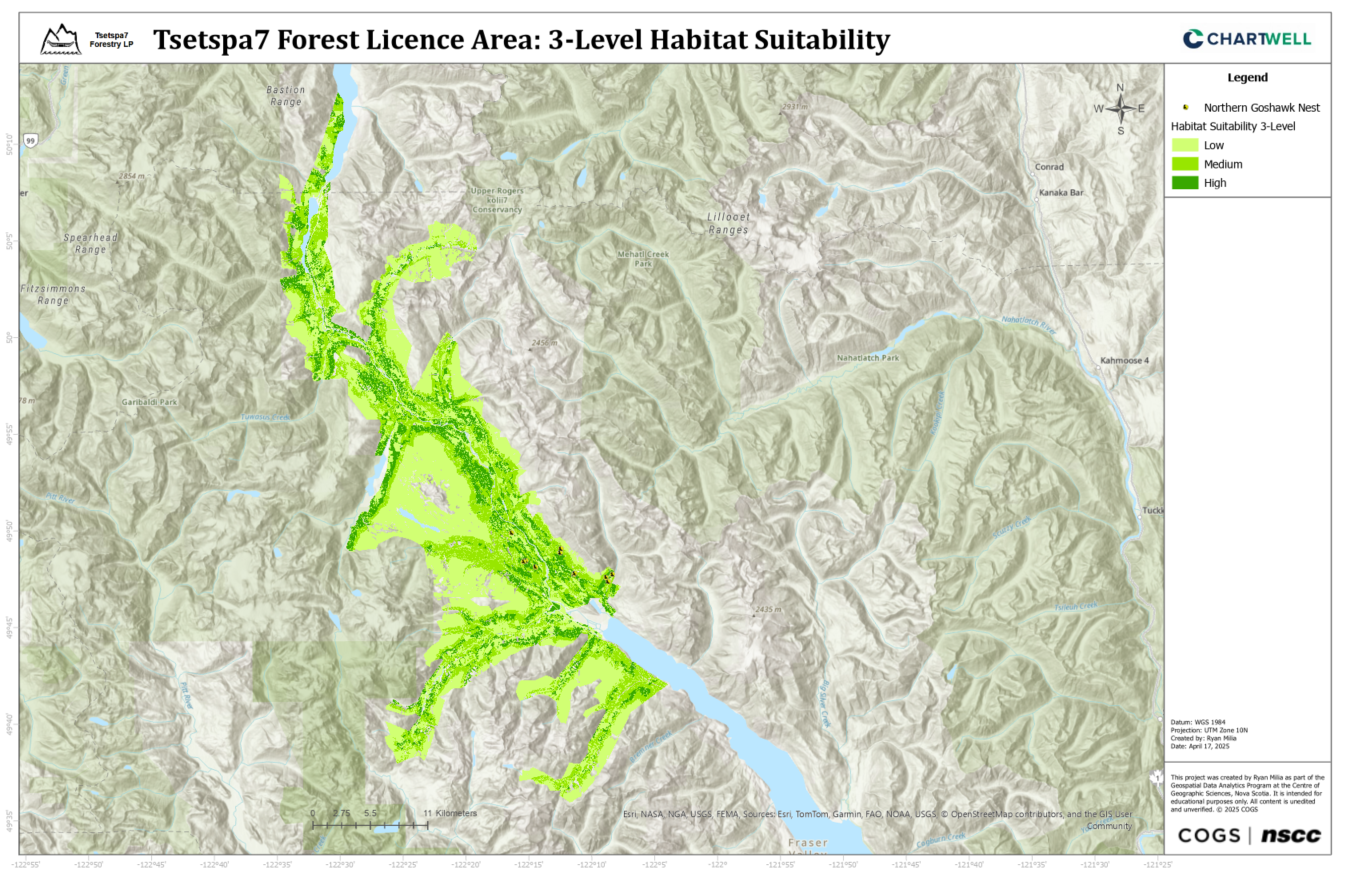 Tsetspa7
Forestry LP
Tsetspa7 Forest Licence Area: 3-Level Habitat Suitability
CHARTWELL
Legend
Northern Goshawk Nest
Habitat Suitability 3-Level
Low
Medium
High
N
W
E
S
Bastion
Range
2931 m
99
2854 m
Conrad
Kanaka Bar
er
Upper Rogers
kólii7
Conservancy
Lillooet
Ranges
Spearhead
Range
Mehatl Creek
Park
Fitzsimmons
Range
Nahatlatch River
2456 m
Nahatlatch Park
Kahmoose 4
78 m
Garibaldi Park
Tuckk
2435 m
Pitt River
0 2.75 5.5 11 Kilometers
Esri, NASA, NGA, USGS, FEMA, Sources: Esri, TomTom, Garmin, FAO, NOAA, USGS, © OpenStreetMap contributors, and the GIS User
Community
Fraser
Valley
Datum: WGS 1984
Projection: UTM Zone 10N
Created by: Ryan Milia
Date: April 17, 2025
1
This project was created by Ryan Milia as part of the
Geospatial Data Analytics Program at the Centre of
Geographic Sciences, Nova Scotia. It is intended for
educational purposes only. All content is unedited
and unverified. © 2025 COGS
COGS | nscc
50°10'
50°5'
50°
49°55'
49°50'
49°45'
49°40'
49°35'
-122°55' -122°50' -122°45' -122°40' -122°35' -122°30' -122°25' -122°20' -122°15' -122°10' -122°5' -122° -121°55' -121°50' -121°45' -121°40' -121°35' -121°30' -121°25'